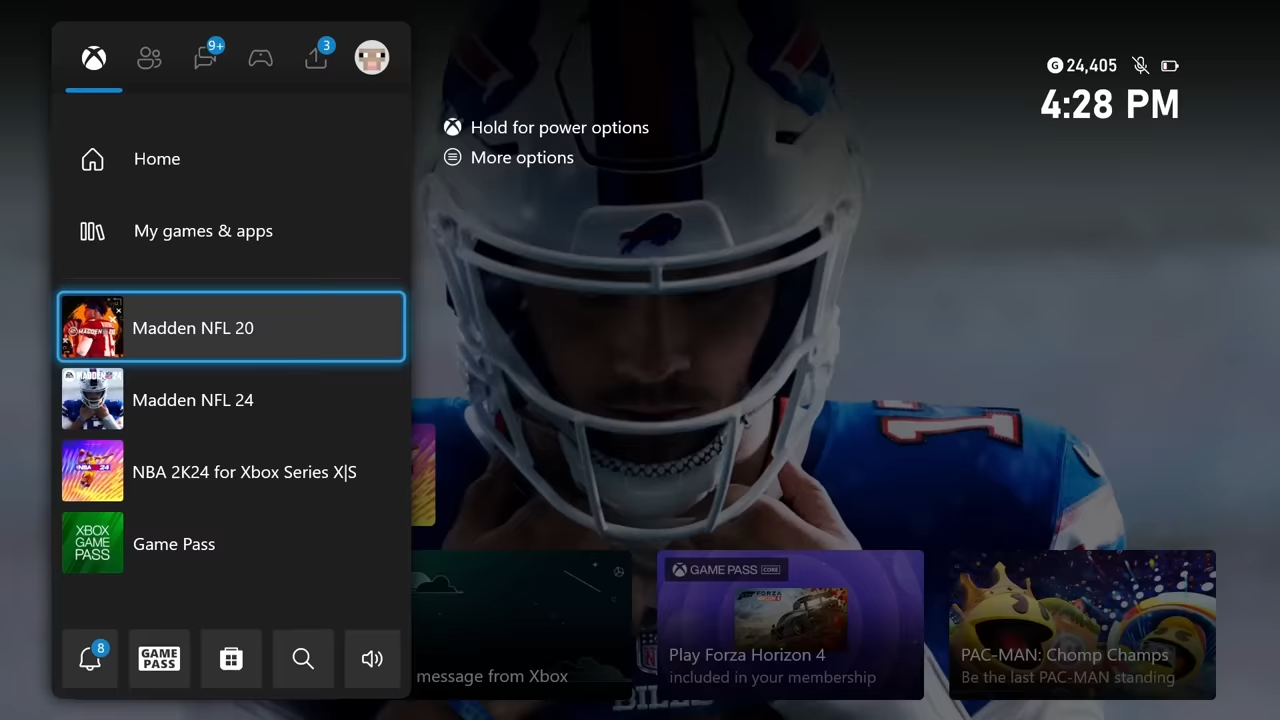 9+
3
Home
My games & apps
Madden NFL 20
Madden NFL 24
NBA 2K24 for Xbox Series X|S
XBOX
GAME
PASS
Game Pass
8
GAME
PASS
Hold for power options
More options
G 24,405
4:28 PM
message from Xbox
GAME PASS CORE
FORZA
Play Forza Horizon 4
included in your membership
PAC-MAN: Chomp Champs
Be the last PAC-MAN standing
BILLS